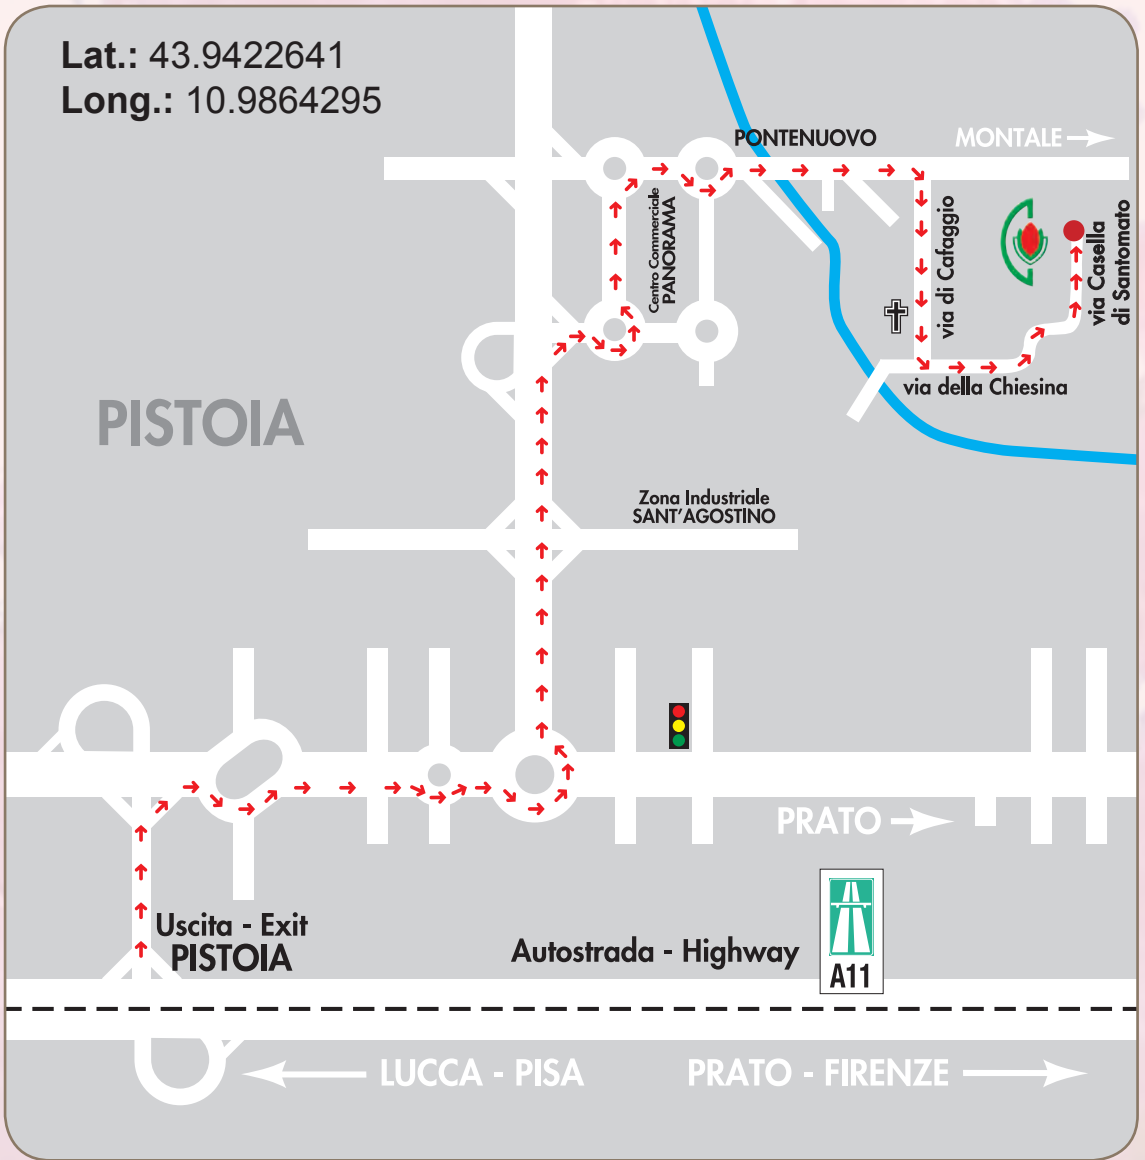 Lat.: 43.9422641
Long.: 10.9864295
PONTENUOVO
MONTALE
Centro Commerciale
PANORAMA
via di Cafaggio
via Casella
di Santomato
via della Chiesina
PISTOIA
Zona Industriale
SANT'AGOSTINO
PRATO
Uscita - Exit
PISTOIA
Autostrada - Highway
A11
LUCCA - PISA
PRATO - FIRENZE